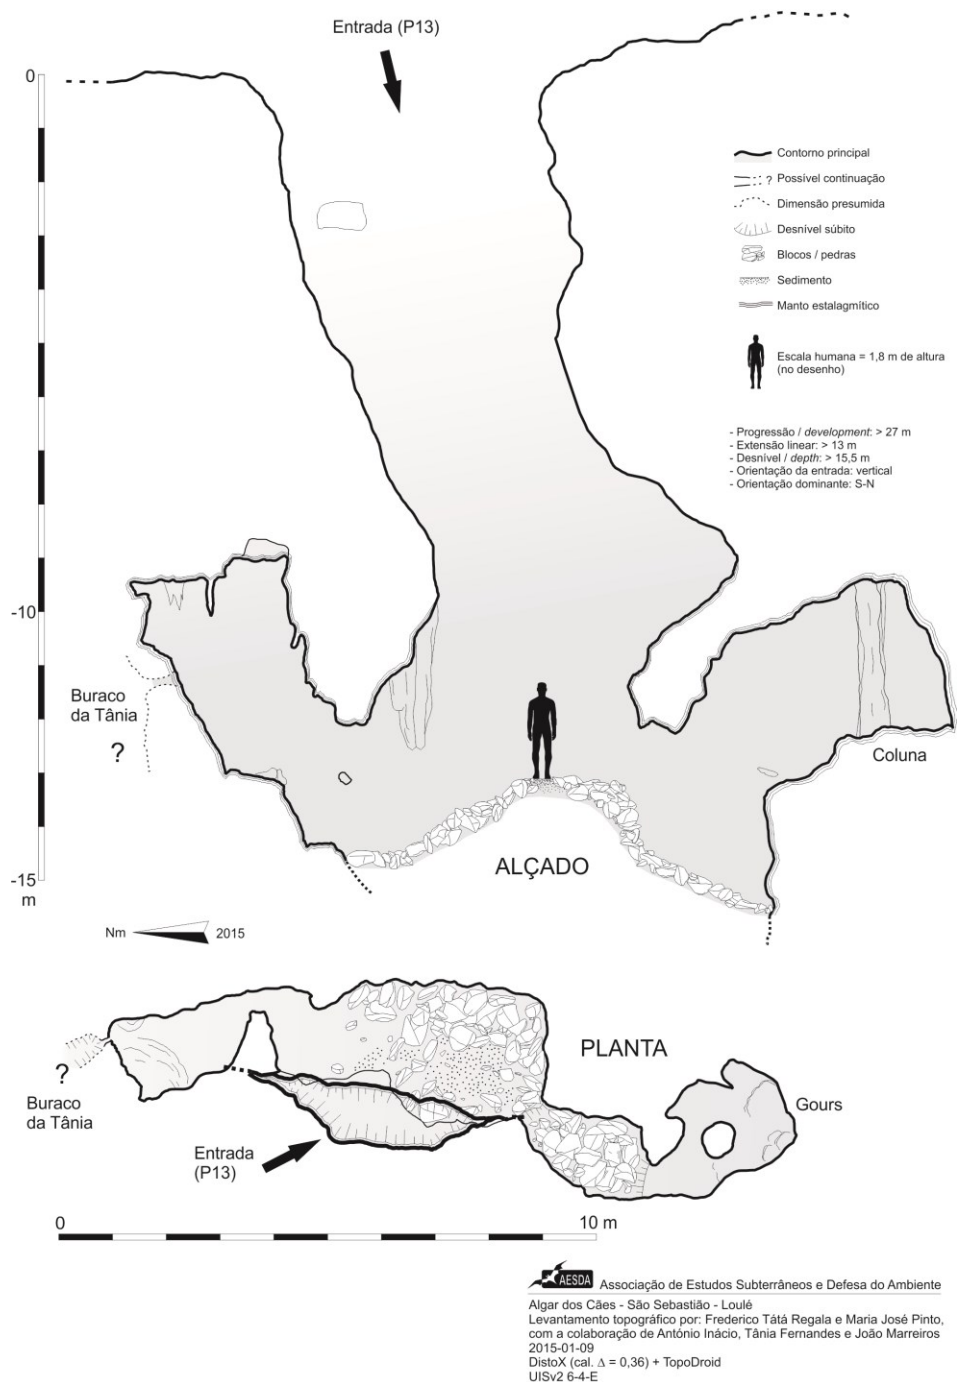 Entrada (P13)
0
Contorno principal
? Possível continuação
Dimensão presumida
Desnível súbito
Blocos / pedras
Sedimento
Manto estalagmítico
Escala humana = 1,8 m de altura
(no desenho)
- Progressão / development: > 27 m
- Extensão linear: > 13 m
- Desnível / depth: > 15,5 m
- Orientação da entrada: vertical
- Orientação dominante: S-N
-10
Buraco
da Tânia
?
Coluna
ALÇADO
-15
m
Nm
2015
PLANTA
?
Buraco
da Tânia
Gours
Entrada
(P13)
0
10 m
AESDA Associação de Estudos Subterrâneos e Defesa do Ambiente
Algar dos Cães - São Sebastião - Loulé
Levantamento topográfico por: Frederico Tátá Regala e Maria José Pinto,
com a colaboração de António Inácio, Tânia Fernandes e João Marreiros
2015-01-09
DistoX (cal. Δ = 0,36) + TopoDroid
UISv2 6-4-E